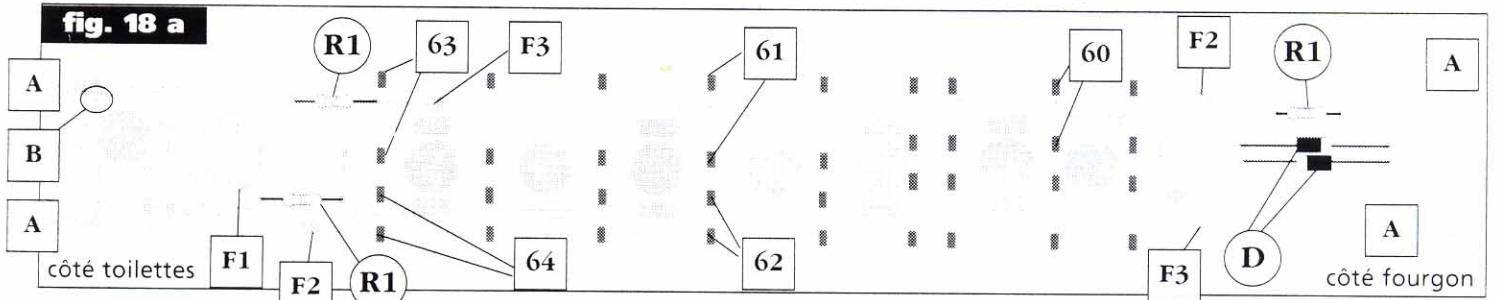 fig. 18 a
R1
63
F3
61
60
F2
R1
A
A
B
A
côté toilettes
F1
F2
R1
64
62
F3
D
A
côté fourgon